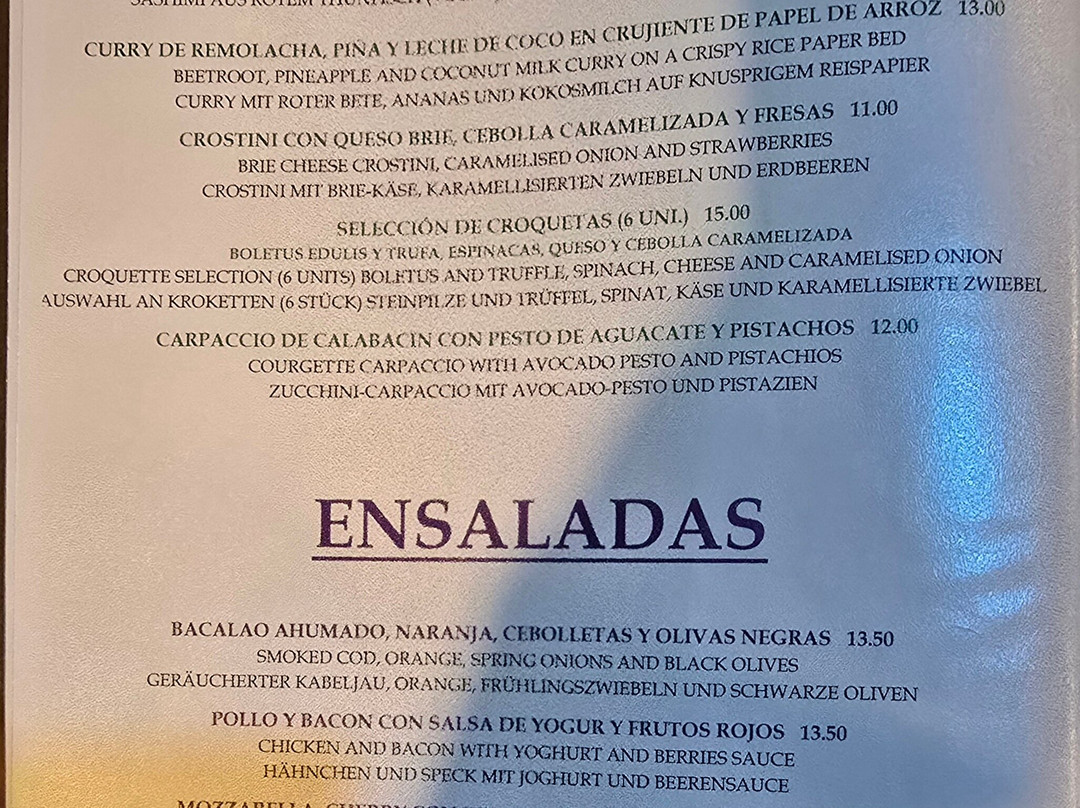 SASHIMI AUS ROTEM THUNFISCH
CURRY DE REMOLACHA, PIÑA Y LECHE DE COCO EN CRUJIENTE DE PAPEL DE ARROZ 13.00
BEETROOT, PINEAPPLE AND COCONUT MILK CURRY ON A CRISPY RICE PAPER BED
CURRY MIT ROTER BETE, ANANAS UND KOKOSMILCH AUF KNUSPRIGEM REISPAPIER
CROSTINI CON QUESO BRIE, CEBOLLA CARAMELIZADA Y FRESAS 11.00
BRIE CHEESE CROSTINI, CARAMELISED ONION AND STRAWBERRIES
CROSTINI MIT BRIE-KÄSE, KARAMELLISIERTEN ZWIEBELN UND ERDBEEREN
SELECCIÓN DE CROQUETAS (6 UNI.) 15.00
BOLETUS EDULIS Y TRUFA, ESPINACAS, QUESO Y CEBOLLA CARAMELIZADA
CROQUETTE SELECTION (6 UNITS) BOLETUS AND TRUFFLE, SPINACH, CHEESE AND CARAMELISED ONION
AUSWAHL AN KROKETTEN (6 STÜCK) STEINPILZE UND TRÜFFEL, SPINAT, KÄSE UND KARAMELLISIERTE ZWIEBEL
CARPACCIO DE CALABACIN CON PESTO DE AGUACATE Y PISTACHOS 12.00
COURGETTE CARPACCIO WITH AVOCADO PESTO AND PISTACHIOS
ZUCCHINI-CARPACCIO MIT AVOCADO-PESTO UND PISTAZIEN
ENSALADAS
BACALAO AHUMADO, NARANJA, CEBOLLETAS Y OLIVAS NEGRAS 13.50
SMOKED COD, ORANGE, SPRING ONIONS AND BLACK OLIVES
GERÄUCHERTER KABELJAU, ORANGE, FRÜHLINGSZWIEBELN UND SCHWARZE OLIVEN
POLLO Y BACON CON SALSA DE YOGUR Y FRUTOS ROJOS 13.50
CHICKEN AND BACON WITH YOGHURT AND BERRIES SAUCE
HÄHNCHEN UND SPECK MIT JOGHURT UND BEERENSAUCE
MOZZARELLA, CHERRY